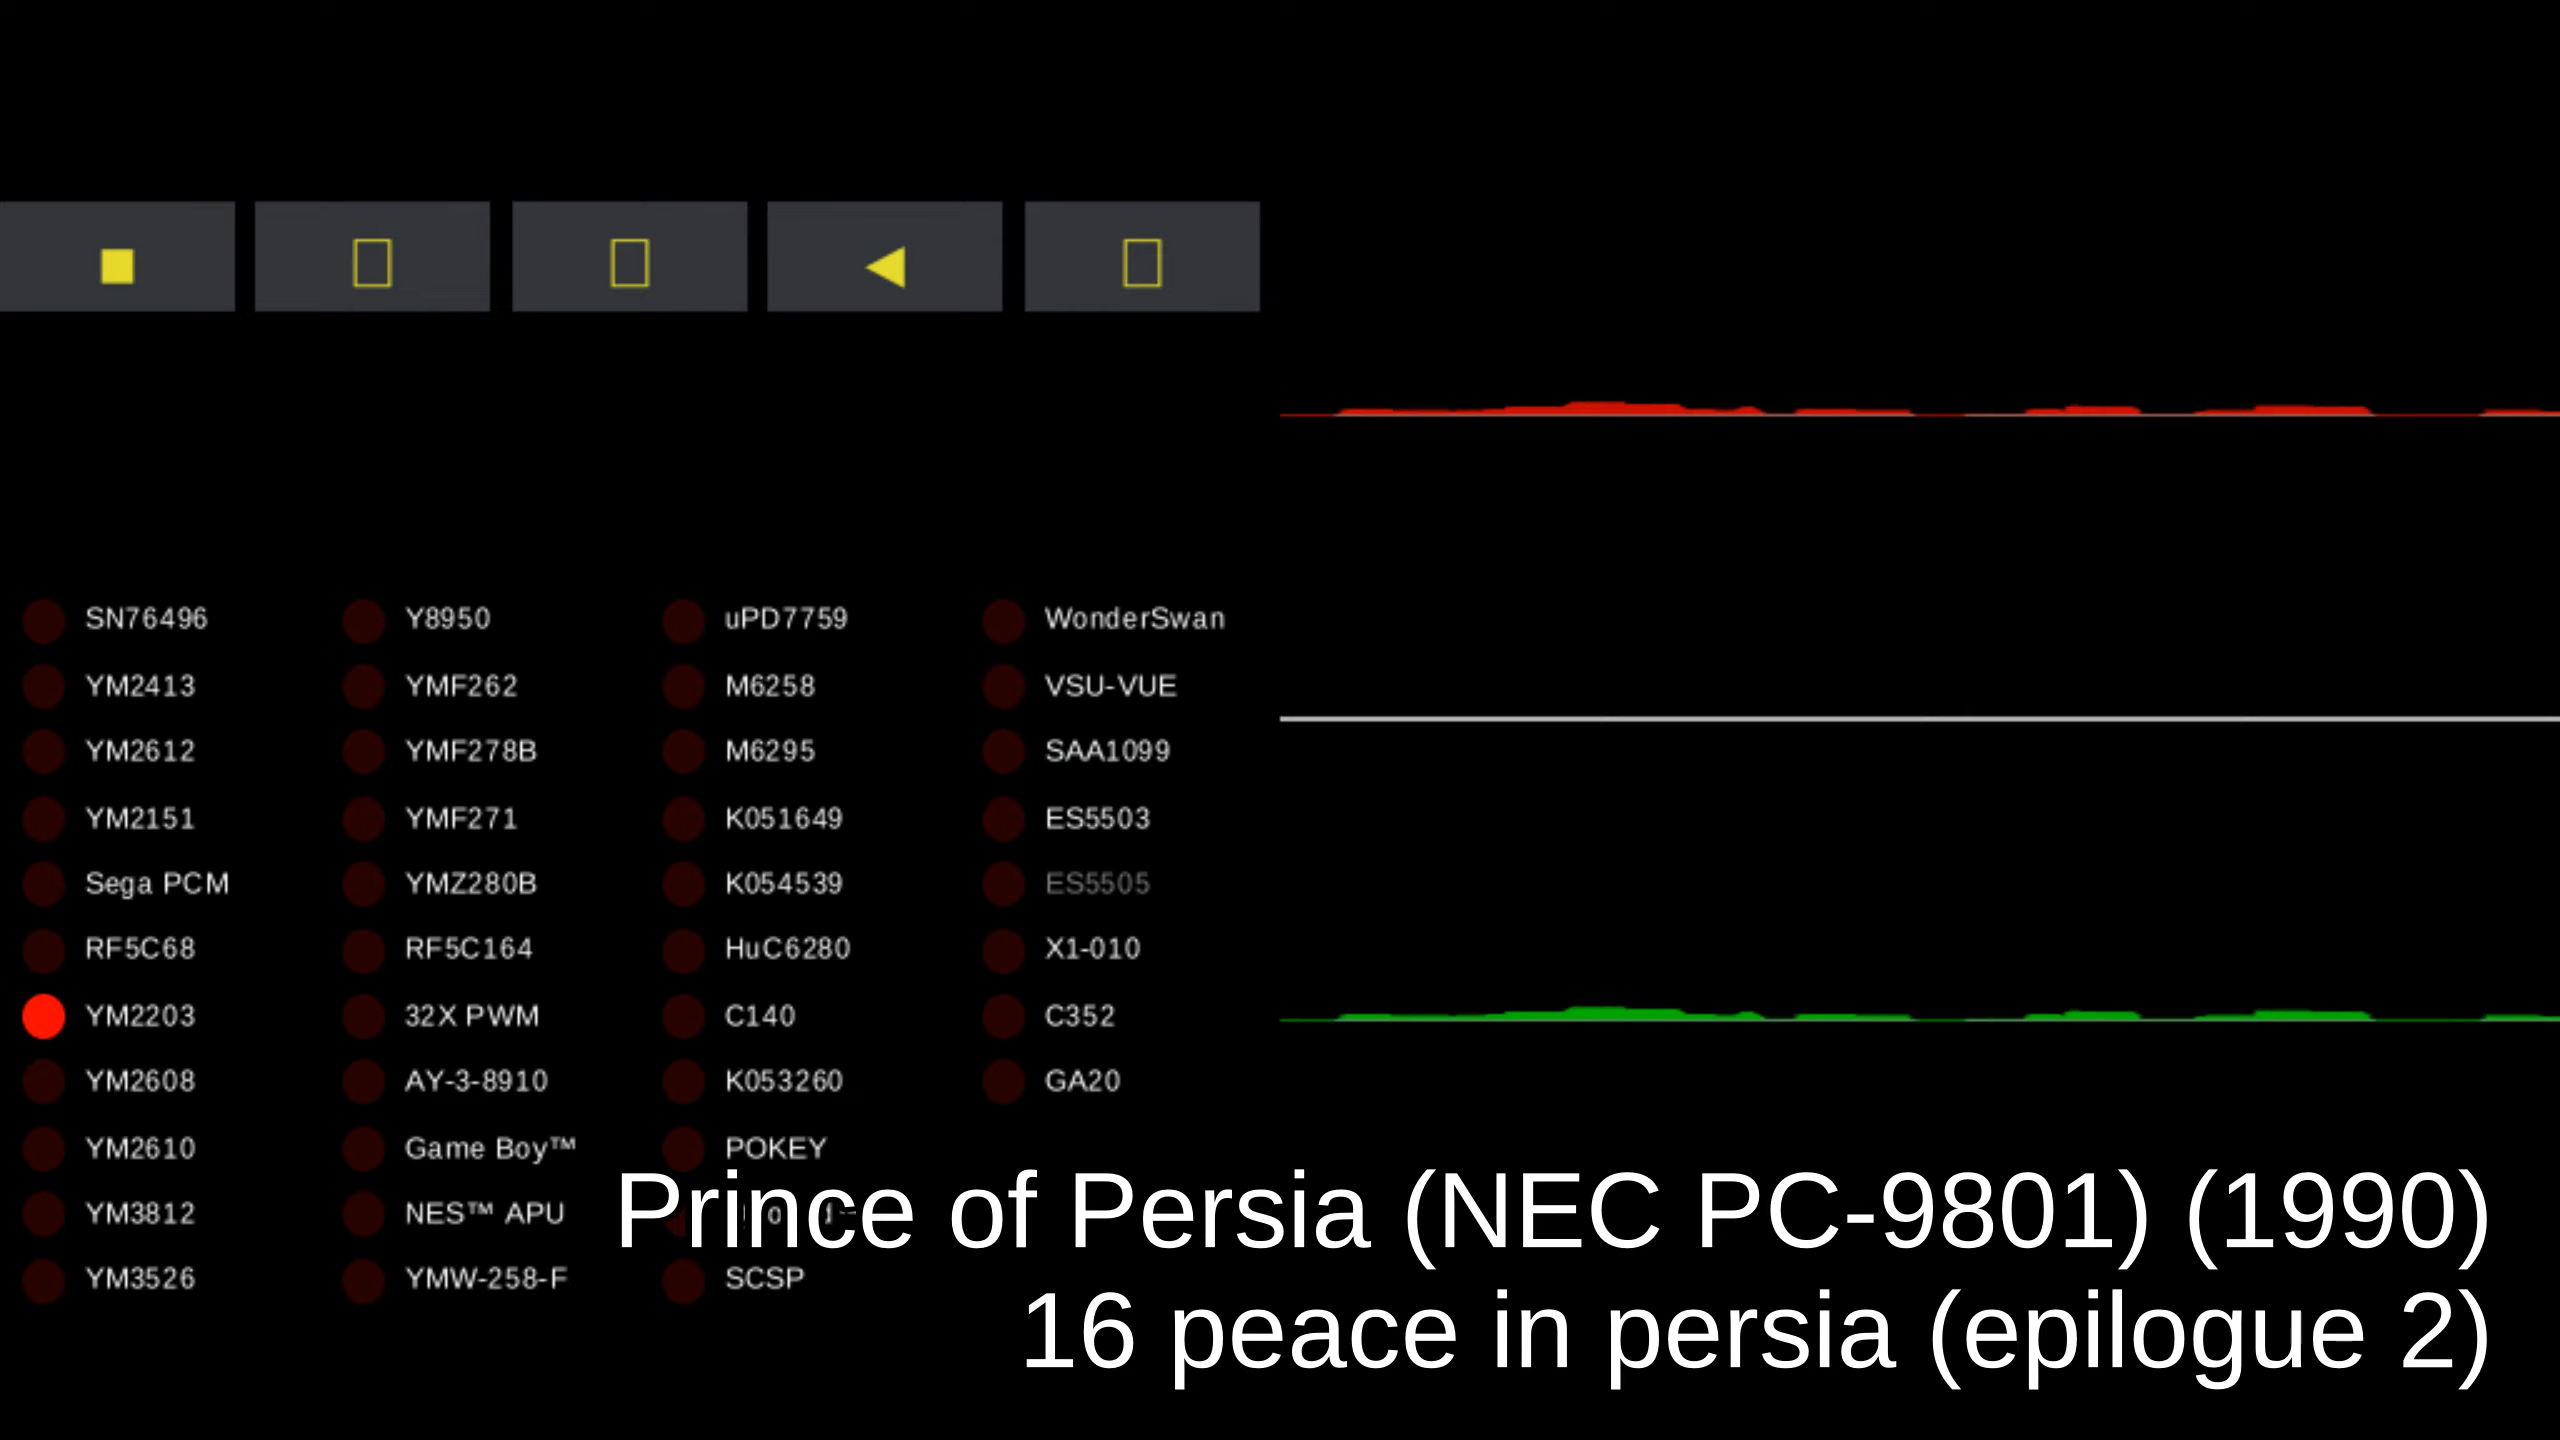 SN76496
YM2413
YM2612
YM2151
Sega PCM
RF5C68
YM2203
YM2608
YM2610
YM3812
YM3526
Y8950
YMF262
YMF278B
YMF271
YMZ280B
RF5C164
32X PWM
AY-3-8910
Game Boy™
NES™ APU
YMW-258-F
uPD7759
M6258
M6295
K051649
K054539
HuC6280
C140
K053260
POKEY
SCSP
WonderSwan
VSU-VUE
SAA1099
ES5503
ES5505
X1-010
C352
GA20
Prince of Persia (NEC PC-9801) (1990)
16 peace in persia (epilogue 2)